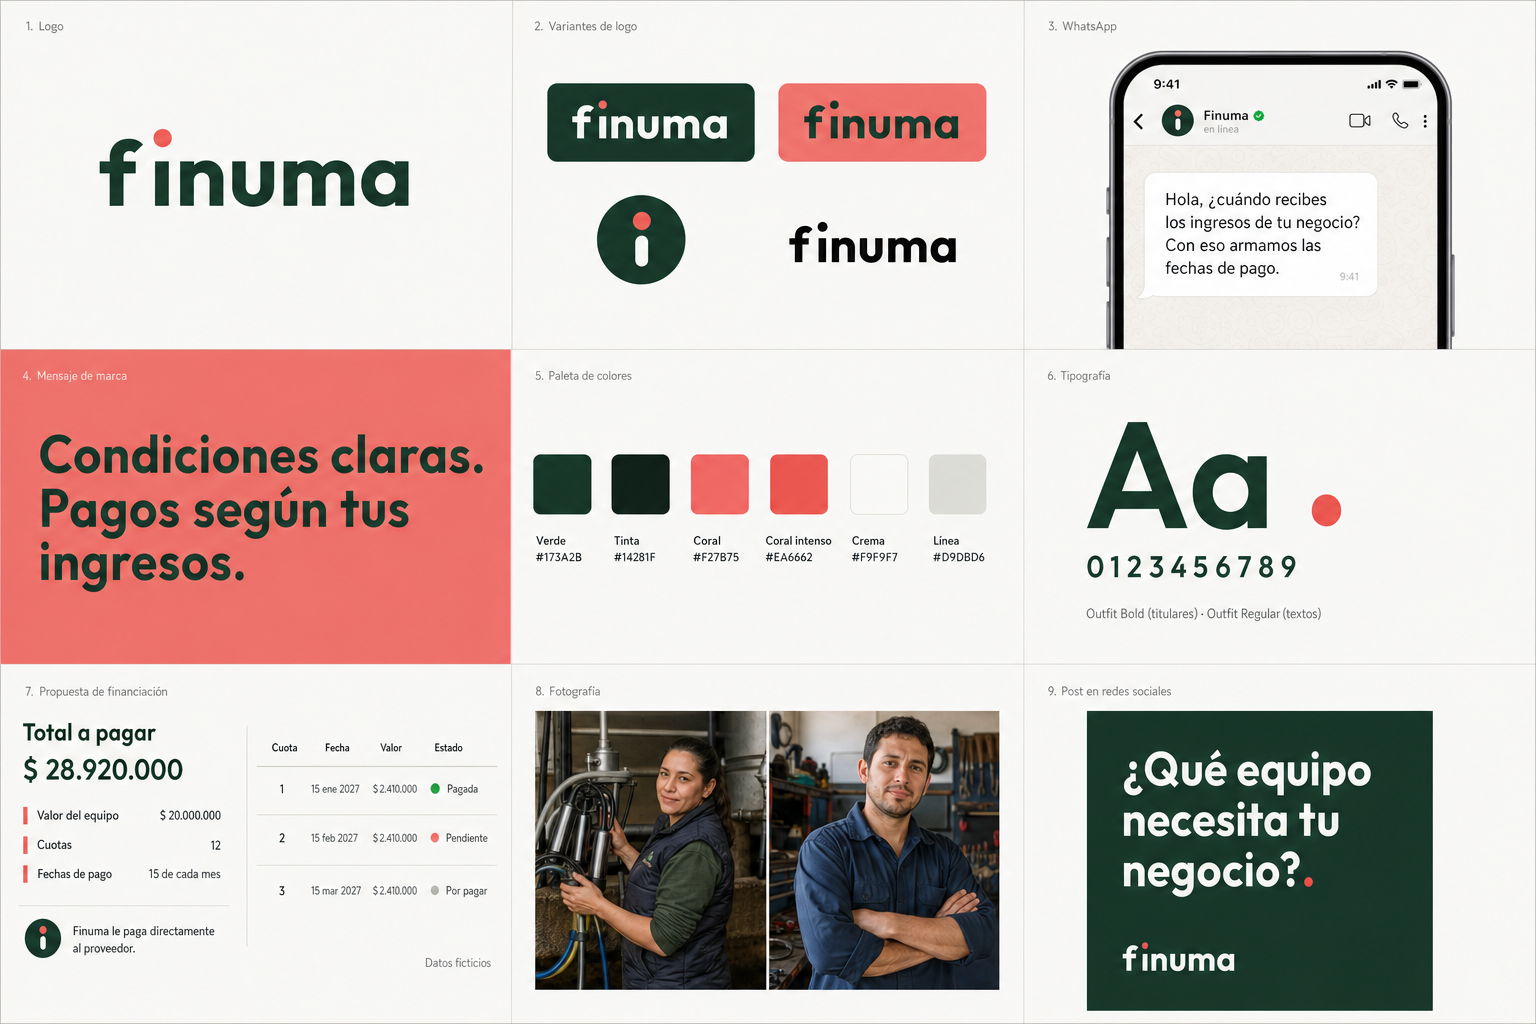 1. Logo
finuma
2. Variantes de logo
finuma
finuma
i
finuma
3. WhatsApp
9:41
i
Finuma
en línea
Hola, ¿cuándo recibes
los ingresos de tu negocio?
Con eso armamos las
fechas de pago.
9:41
4. Mensaje de marca
Condiciones claras.
Pagos según tus
ingresos.
5. Paleta de colores
Verde
#173A2B
Tinta
#14281F
Coral
#F27B75
Coral intenso
#EA6662
Crema
#F9F9F7
Línea
#D9DBD6
6. Tipografía
Aa.
0123456789
Outfit Bold (titulares) · Outfit Regular (textos)
7. Propuesta de financiación
Total a pagar
$ 28.920.000
Valor del equipo $ 20.000.000
Cuotas 12
Fechas de pago 15 de cada mes
i
Finuma le paga directamente
al proveedor.
Cuota Fecha Valor Estado
1 15 ene 2027 $ 2.410.000 Pagada
2 15 feb 2027 $ 2.410.000 Pendiente
3 15 mar 2027 $ 2.410.000 Por pagar
Datos ficticios
8. Fotografía
9. Post en redes sociales
¿Qué equipo
necesita tu
negocio?.
finuma